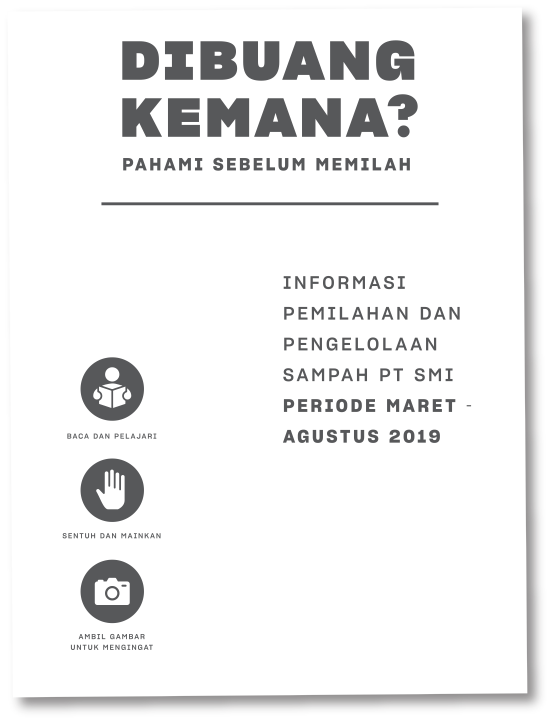 DIBUANG
KEMANA?
PAHAMI SEBELUM MEMILAH
INFORMASI
PEMILAHAN DAN
PENGELOLAAN
SAMPAH PT SMI
PERIODE MARET -
AGUSTUS 2019
BACA DAN PELAJARI
SENTUH DAN MAINKAN
AMBIL GAMBAR
UNTUK MENGINGAT